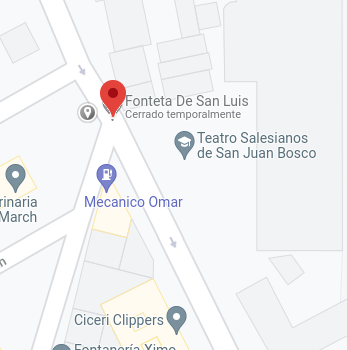 Fonteta De San Luis
Cerrado temporalmente
Teatro Salesianos
de San Juan Bosco
rinaria
March
Mecanico Omar
n
Ciceri Clippers
Fontanería Ximo